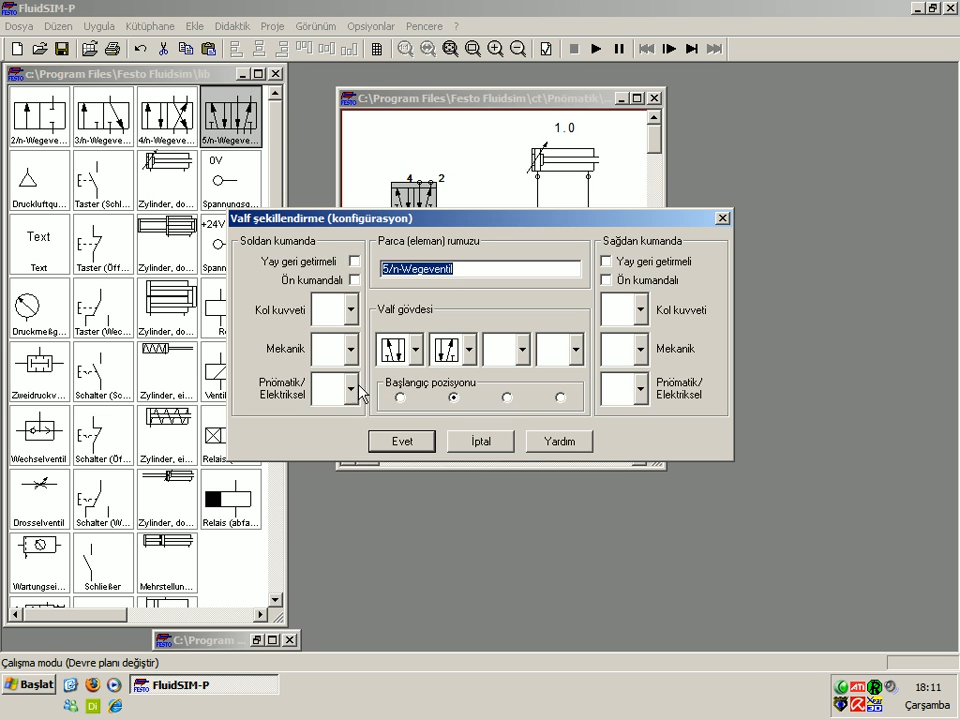 FluidSIM-P
Dosya Düzen Uygula Kütüphane Ekle Didaktik Proje Görünüm Opsiyonlar Pencere ?
c:\Program Files\Festo Fluidsim\lib
C:\Program Files\Festo Fluidsim\ct\Pnömatik\...
2/n-Wegeve... 3/n-Wegeve... 4/n-Wegeve... 5/n-Wegeve...
1.0
4 2
0V
Druckluftqu... Taster (Schl... Zylinder, do... Spannungsq...
Text
+24V
Text Taster (Öff... Zylinder, do... Spann
Druckmeßg... Taster (Wec... Zylinder, do... Re
Zweidruckw... Schalter (Sc... Zylinder, ei... Ventil
Wechselventil Schalter (Öf... Zylinder, ei... Relais(
Drosselventil Schalter (W... Zylinder, do... Relais (abfa...
Wartungsei... Schließer Mehrstellun...
Valf şekillendirme (konfigürasyon)
Soldan kumanda
Yay geri getirmeli
Ön kumandalı
Kol kuvveti
Mekanik
Pnömatik/
Elektriksel
Parca (eleman) rumuzu
5/n-Wegeventil
Valf gövdesi
Başlangıç pozisyonu
Sağdan kumanda
Yay geri getirmeli
Ön kumandalı
Kol kuvveti
Mekanik
Pnömatik/
Elektriksel
Evet İptal Yardım
C:\Program ...
Çalışma modu (Devre planı değiştir)
Başlat FluidSIM-P
18:11
Çarşamba